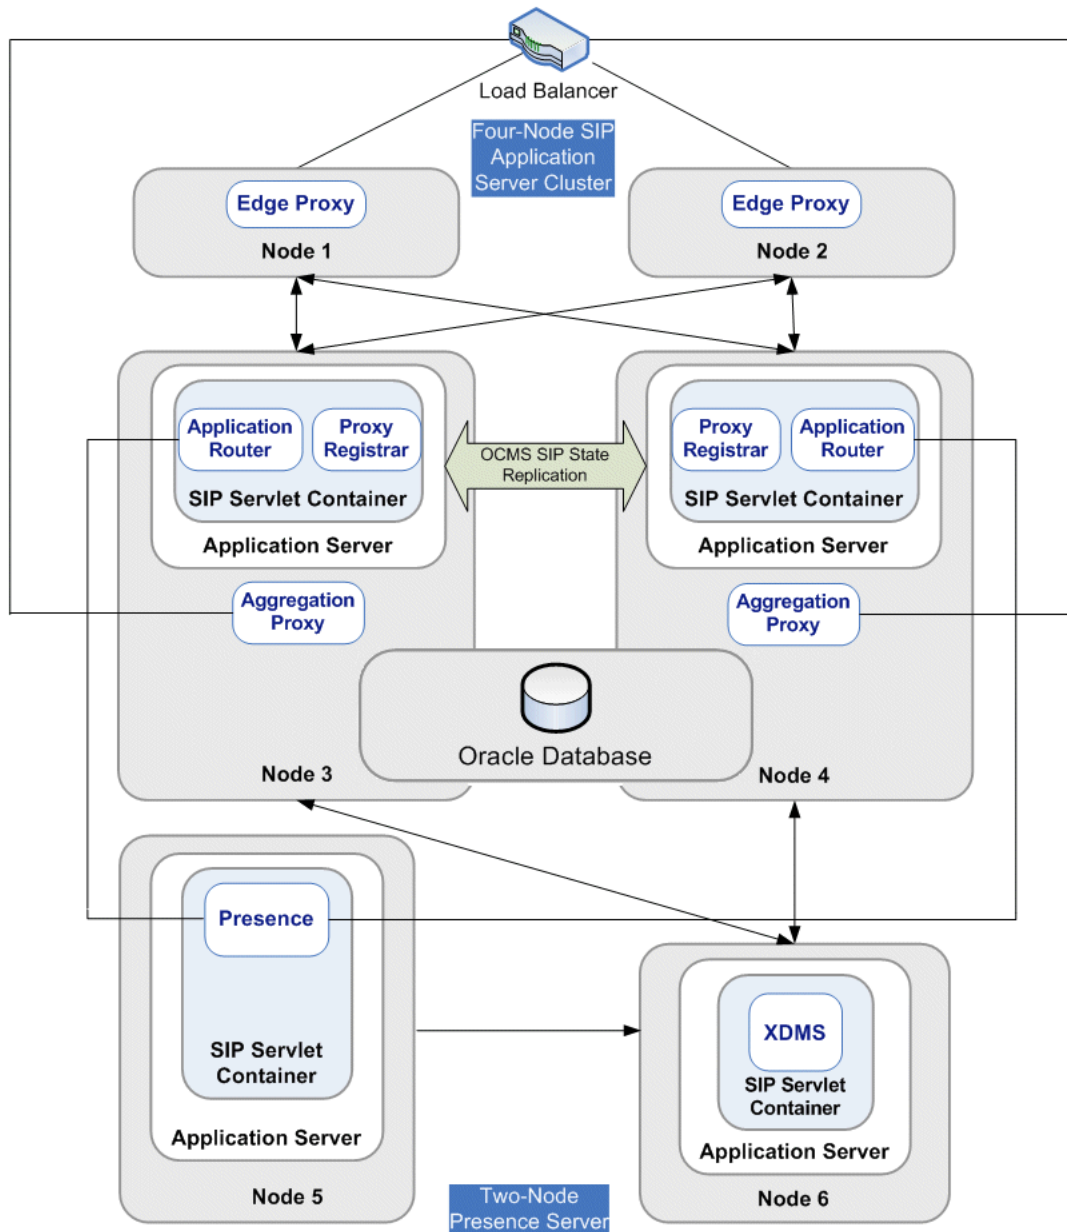 Load Balancer
Four-Node SIP
Application
Server Cluster
Edge Proxy
Node 1
Edge Proxy
Node 2
Application
Router
Proxy
Registrar
SIP Servlet Container
Application Server
OCMS SIP State
Replication
Proxy
Registrar
Application
Router
SIP Servlet Container
Application Server
Aggregation
Proxy
Aggregation
Proxy
Oracle Database
Node 3
Node 4
Presence
SIP Servlet
Container
Application Server
Node 5
XDMS
SIP Servlet
Container
Application Server
Node 6
Two-Node
Presence Server